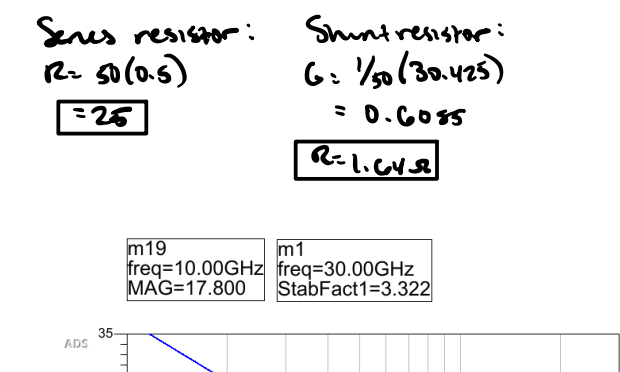 Series resistor:
R= 50(0.5)
=25
Shunt resistor:
G= 1/50(30.425)
= 0.6085
R=1.64Ω
m19
freq=10.00GHz
MAG=17.800
m1
freq=30.00GHz
StabFact1=3.322
ADS
35